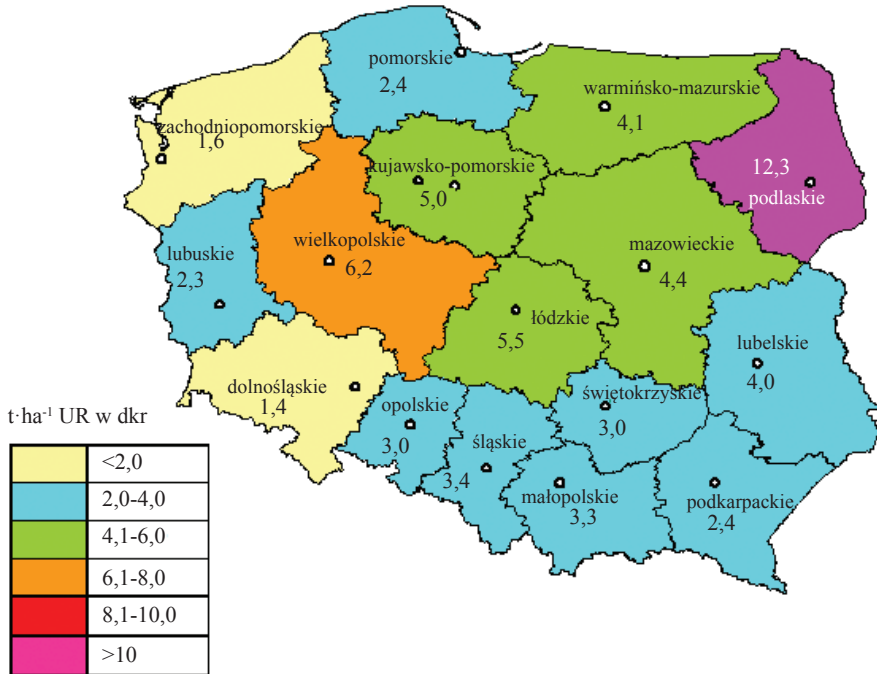 pomorskie
2,4
warmińsko-mazurskie
4,1
zachodniopomorskie
1,6
kujawsko-pomorskie
5,0
12,3
podlaskie
lubuskie
2,3
wielkopolskie
6,2
mazowieckie
4,4
łódzkie
5,5
lubelskie
4,0
dolnośląskie
1,4
opolskie
3,0
śląskie
3,4
świętokrzyskie
3,0
małopolskie
3,3
podkarpackie
2,4
t·ha⁻¹ UR w dkr
<2,0
2,0-4,0
4,1-6,0
6,1-8,0
8,1-10,0
>10